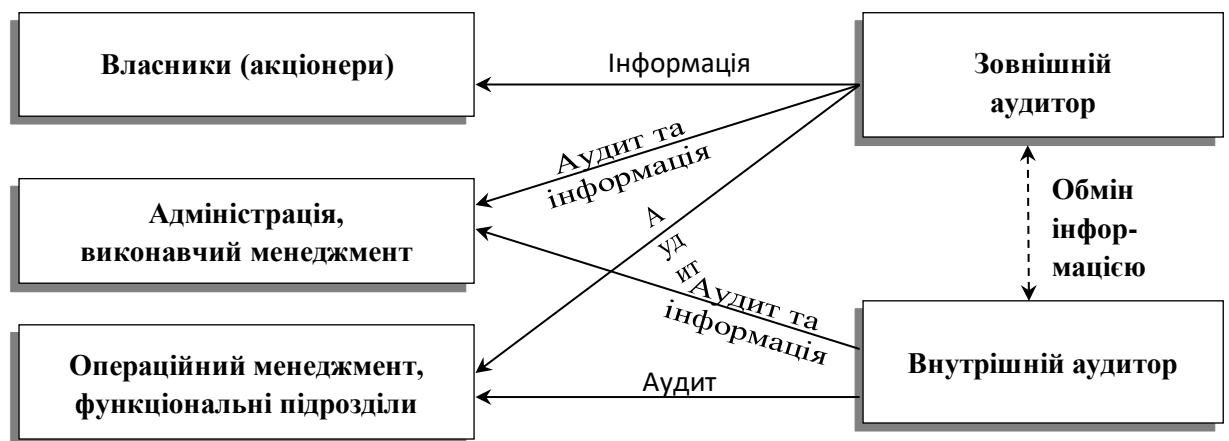 Власники (акціонери)
Інформація
Зовнішній
аудитор
Аудит та
інформація
Адміністрація,
виконавчий менеджмент
А
уд
ит
Обмін
інфор-
мацією
Аудит та
інформація
Операційний менеджмент,
функціональні підрозділи
Аудит
Внутрішній аудитор